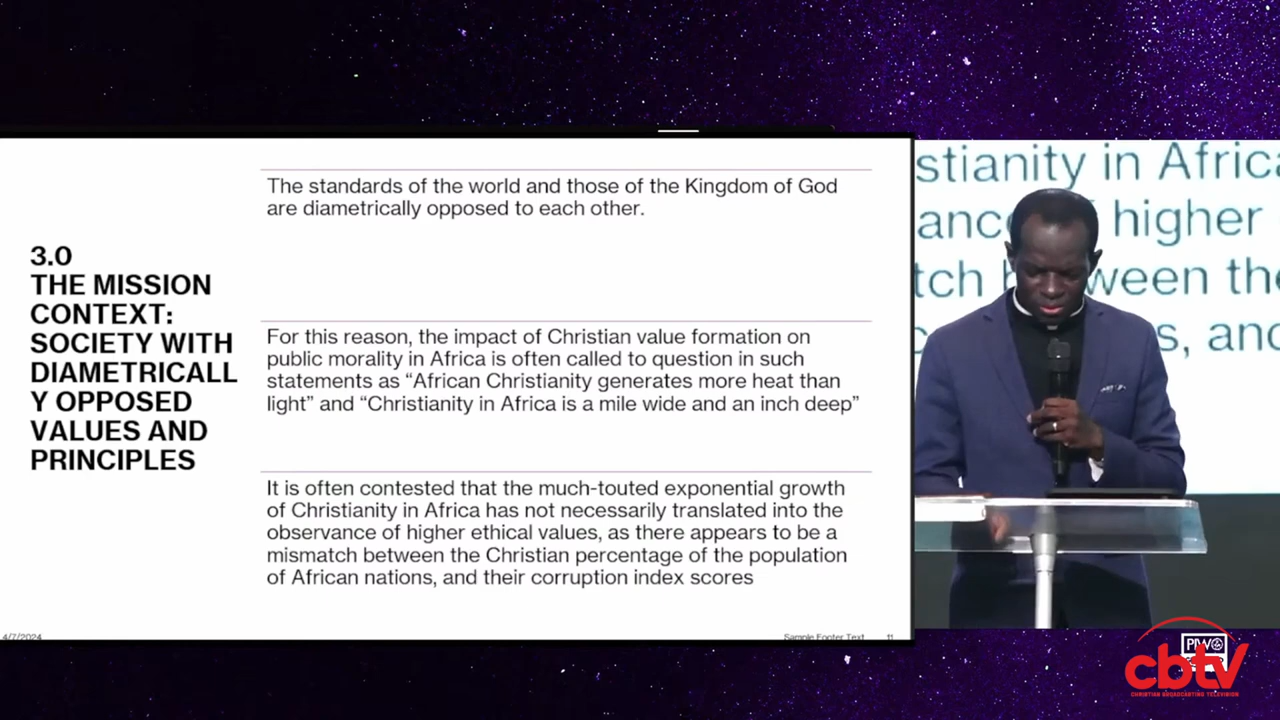 The standards of the world and those of the Kingdom of God
are diametrically opposed to each other.
3.0
THE MISSION
CONTEXT:
SOCIETY WITH
DIAMETRICALL
Y OPPOSED
VALUES AND
PRINCIPLES
For this reason, the impact of Christian value formation on
public morality in Africa is often called to question in such
statements as “African Christianity generates more heat than
light” and “Christianity in Africa is a mile wide and an inch deep”
It is often contested that the much-touted exponential growth
of Christianity in Africa has not necessarily translated into the
observance of higher ethical values, as there appears to be a
mismatch between the Christian percentage of the population
of African nations, and their corruption index scores
4/7/2024
Sample Footer Text
11
stianity in Africa
higher
tween the
s, and
PIWC
cbtv
CHRISTIAN BROADCASTING TELEVISION